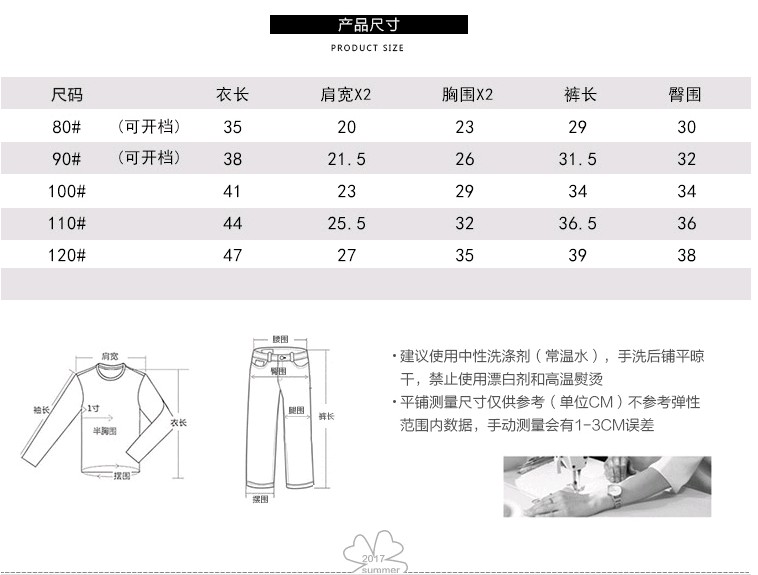 产品尺寸
PRODUCT SIZE
尺码 衣长 肩宽X2 胸围X2 裤长 臀围
80# （可开档） 35 20 23 29 30
90# （可开档） 38 21.5 26 31.5 32
100# 41 23 29 34 34
110# 44 25.5 32 36.5 36
120# 47 27 35 39 38
肩宽
袖长
1寸
半胸围
衣长
摆围
腰围
臀围
腿围
裤长
摆围
·建议使用中性洗涤剂（常温水），手洗后铺平晾
干，禁止使用漂白剂和高温熨烫
·平铺测量尺寸仅供参考（单位CM）不参考弹性
范围内数据，手动测量会有1-3CM误差
2017
summer